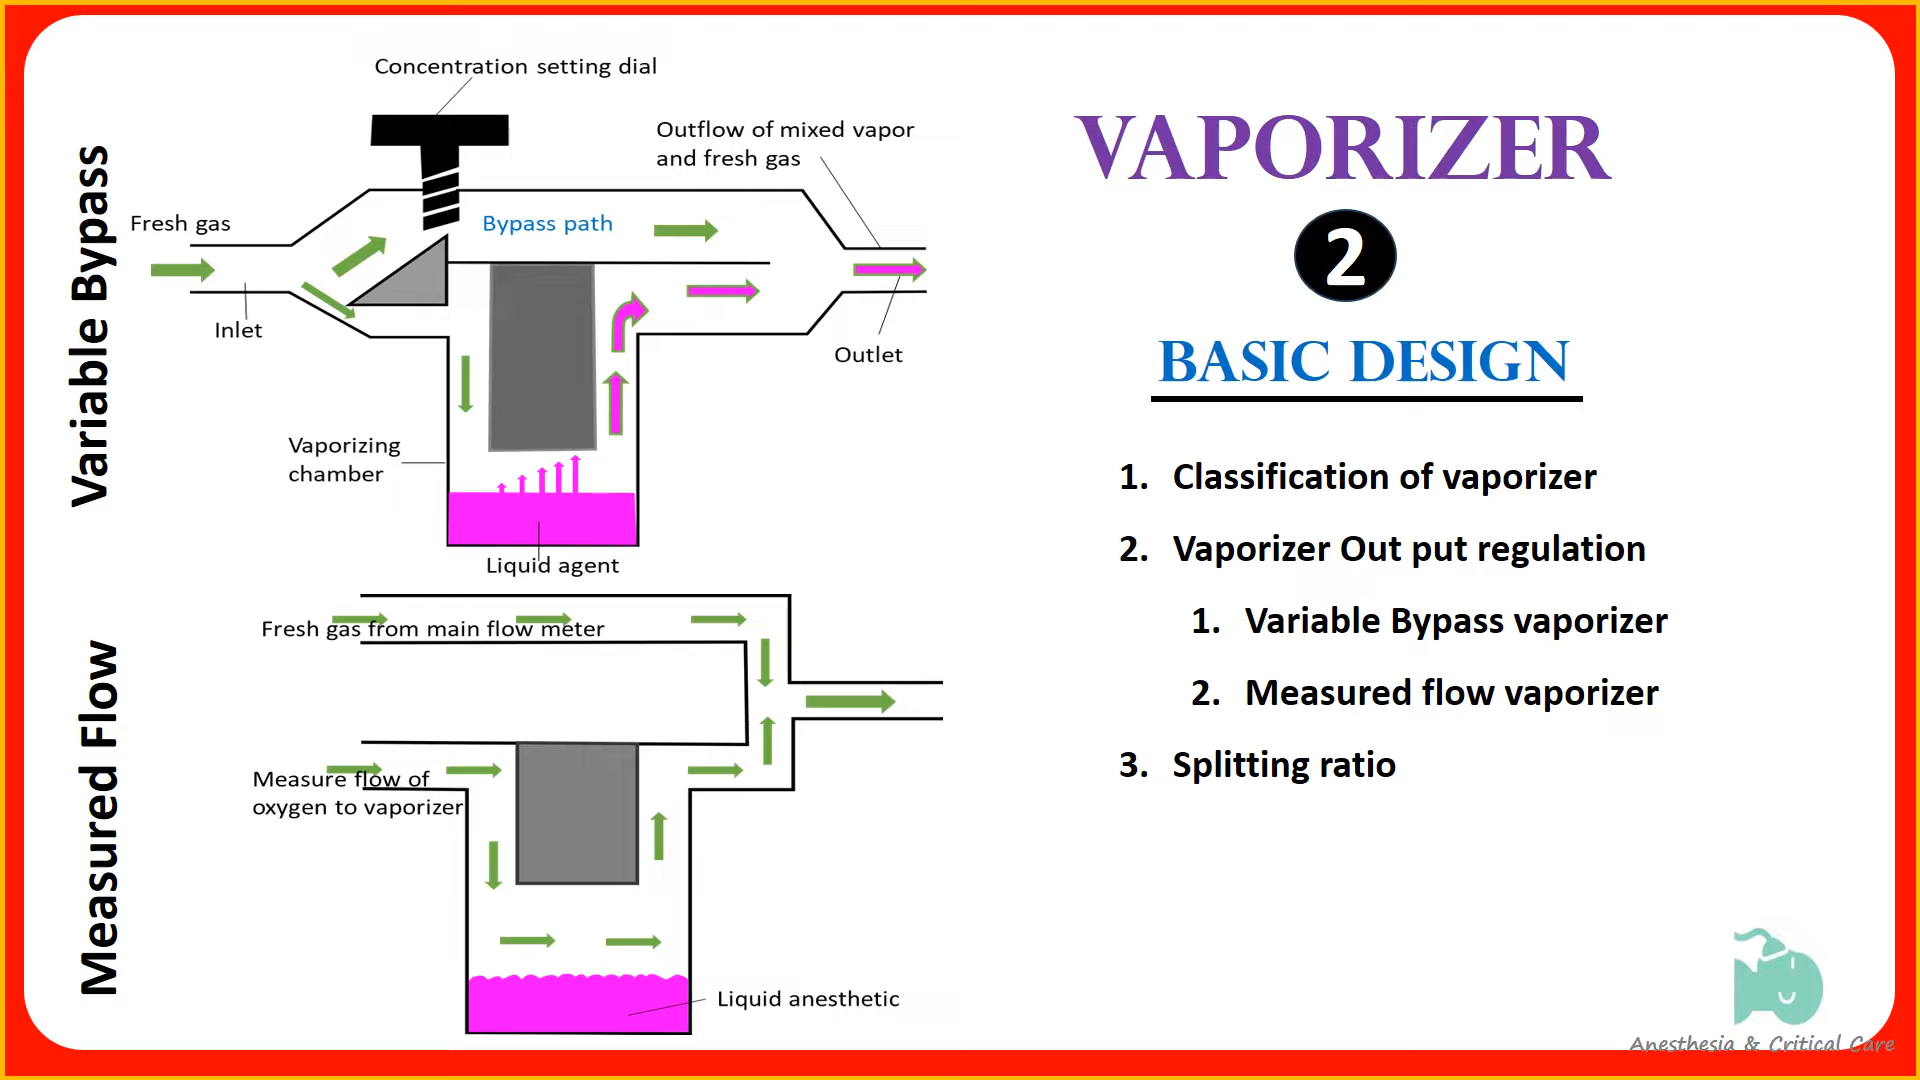 Variable Bypass
Concentration setting dial
Outflow of mixed vapor
and fresh gas
Fresh gas
Bypass path
Inlet
Outlet
Vaporizing
chamber
Liquid agent
Measured Flow
Fresh gas from main flow meter
Measure flow of
oxygen to vaporizer
Liquid anesthetic
VAPORIZER
2
BASIC DESIGN
1. Classification of vaporizer
2. Vaporizer Out put regulation
1. Variable Bypass vaporizer
2. Measured flow vaporizer
3. Splitting ratio
Anesthesia & Critical Care